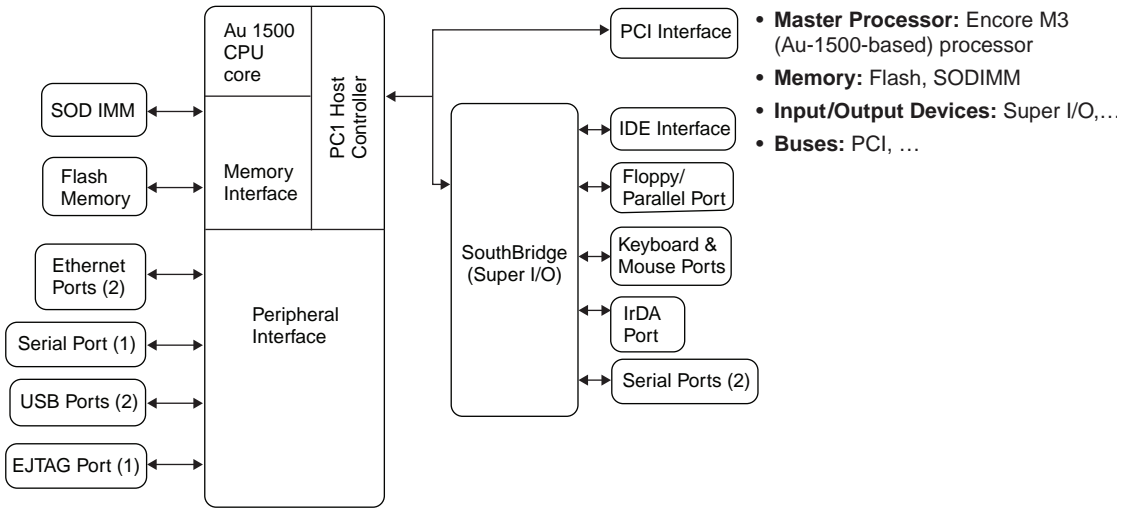 Au 1500
CPU
core
PC1 Host
Controller
Memory
Interface
Peripheral
Interface
SOD IMM
Flash
Memory
Ethernet
Ports (2)
Serial Port (1)
USB Ports (2)
EJTAG Port (1)
PCI Interface
SouthBridge
(Super I/O)
IDE Interface
Floppy/
Parallel Port
Keyboard &
Mouse Ports
IrDA
Port
Serial Ports (2)
• Master Processor: Encore M3
(Au-1500-based) processor
• Memory: Flash, SODIMM
• Input/Output Devices: Super I/O,…
• Buses: PCI, …